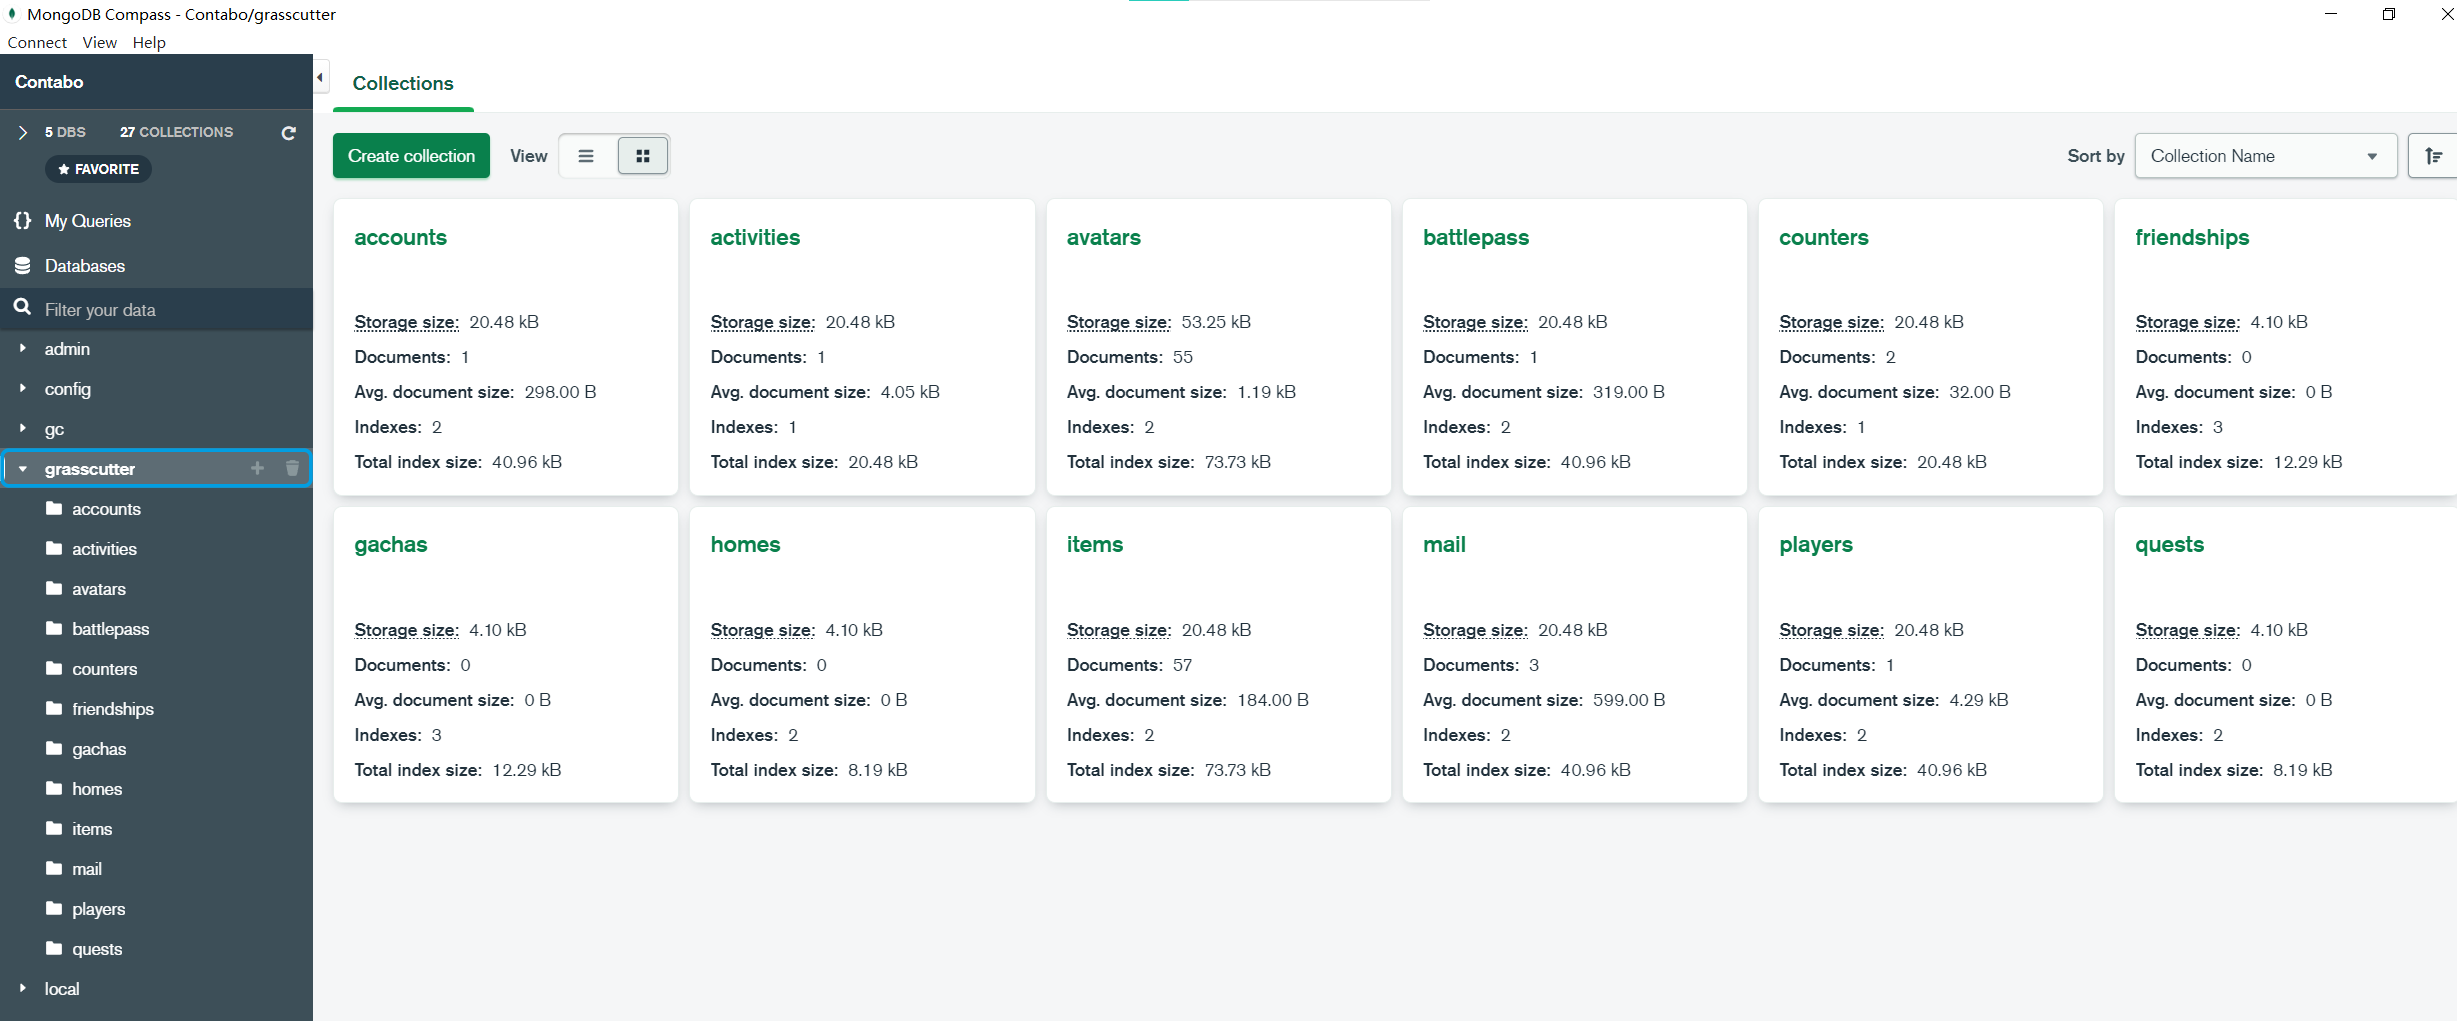 MongoDB Compass - Contabo/grasscutter
Connect View Help
Contabo
5 DBS 27 COLLECTIONS
FAVORITE
My Queries
Databases
Filter your data
admin
config
gc
grasscutter
accounts
activities
avatars
battlepass
counters
friendships
gachas
homes
items
mail
players
quests
local
Collections
Create collection View Sort by Collection Name
accounts
Storage size: 20.48 kB
Documents: 1
Avg. document size: 298.00 B
Indexes: 2
Total index size: 40.96 kB
activities
Storage size: 20.48 kB
Documents: 1
Avg. document size: 4.05 kB
Indexes: 1
Total index size: 20.48 kB
avatars
Storage size: 53.25 kB
Documents: 55
Avg. document size: 1.19 kB
Indexes: 2
Total index size: 73.73 kB
battlepass
Storage size: 20.48 kB
Documents: 1
Avg. document size: 319.00 B
Indexes: 2
Total index size: 40.96 kB
counters
Storage size: 20.48 kB
Documents: 2
Avg. document size: 32.00 B
Indexes: 1
Total index size: 20.48 kB
friendships
Storage size: 4.10 kB
Documents: 0
Avg. document size: 0 B
Indexes: 3
Total index size: 12.29 kB
gachas
Storage size: 4.10 kB
Documents: 0
Avg. document size: 0 B
Indexes: 3
Total index size: 12.29 kB
homes
Storage size: 4.10 kB
Documents: 0
Avg. document size: 0 B
Indexes: 2
Total index size: 8.19 kB
items
Storage size: 20.48 kB
Documents: 57
Avg. document size: 184.00 B
Indexes: 2
Total index size: 73.73 kB
mail
Storage size: 20.48 kB
Documents: 3
Avg. document size: 599.00 B
Indexes: 2
Total index size: 40.96 kB
players
Storage size: 20.48 kB
Documents: 1
Avg. document size: 4.29 kB
Indexes: 2
Total index size: 40.96 kB
quests
Storage size: 4.10 kB
Documents: 0
Avg. document size: 0 B
Indexes: 2
Total index size: 8.19 kB